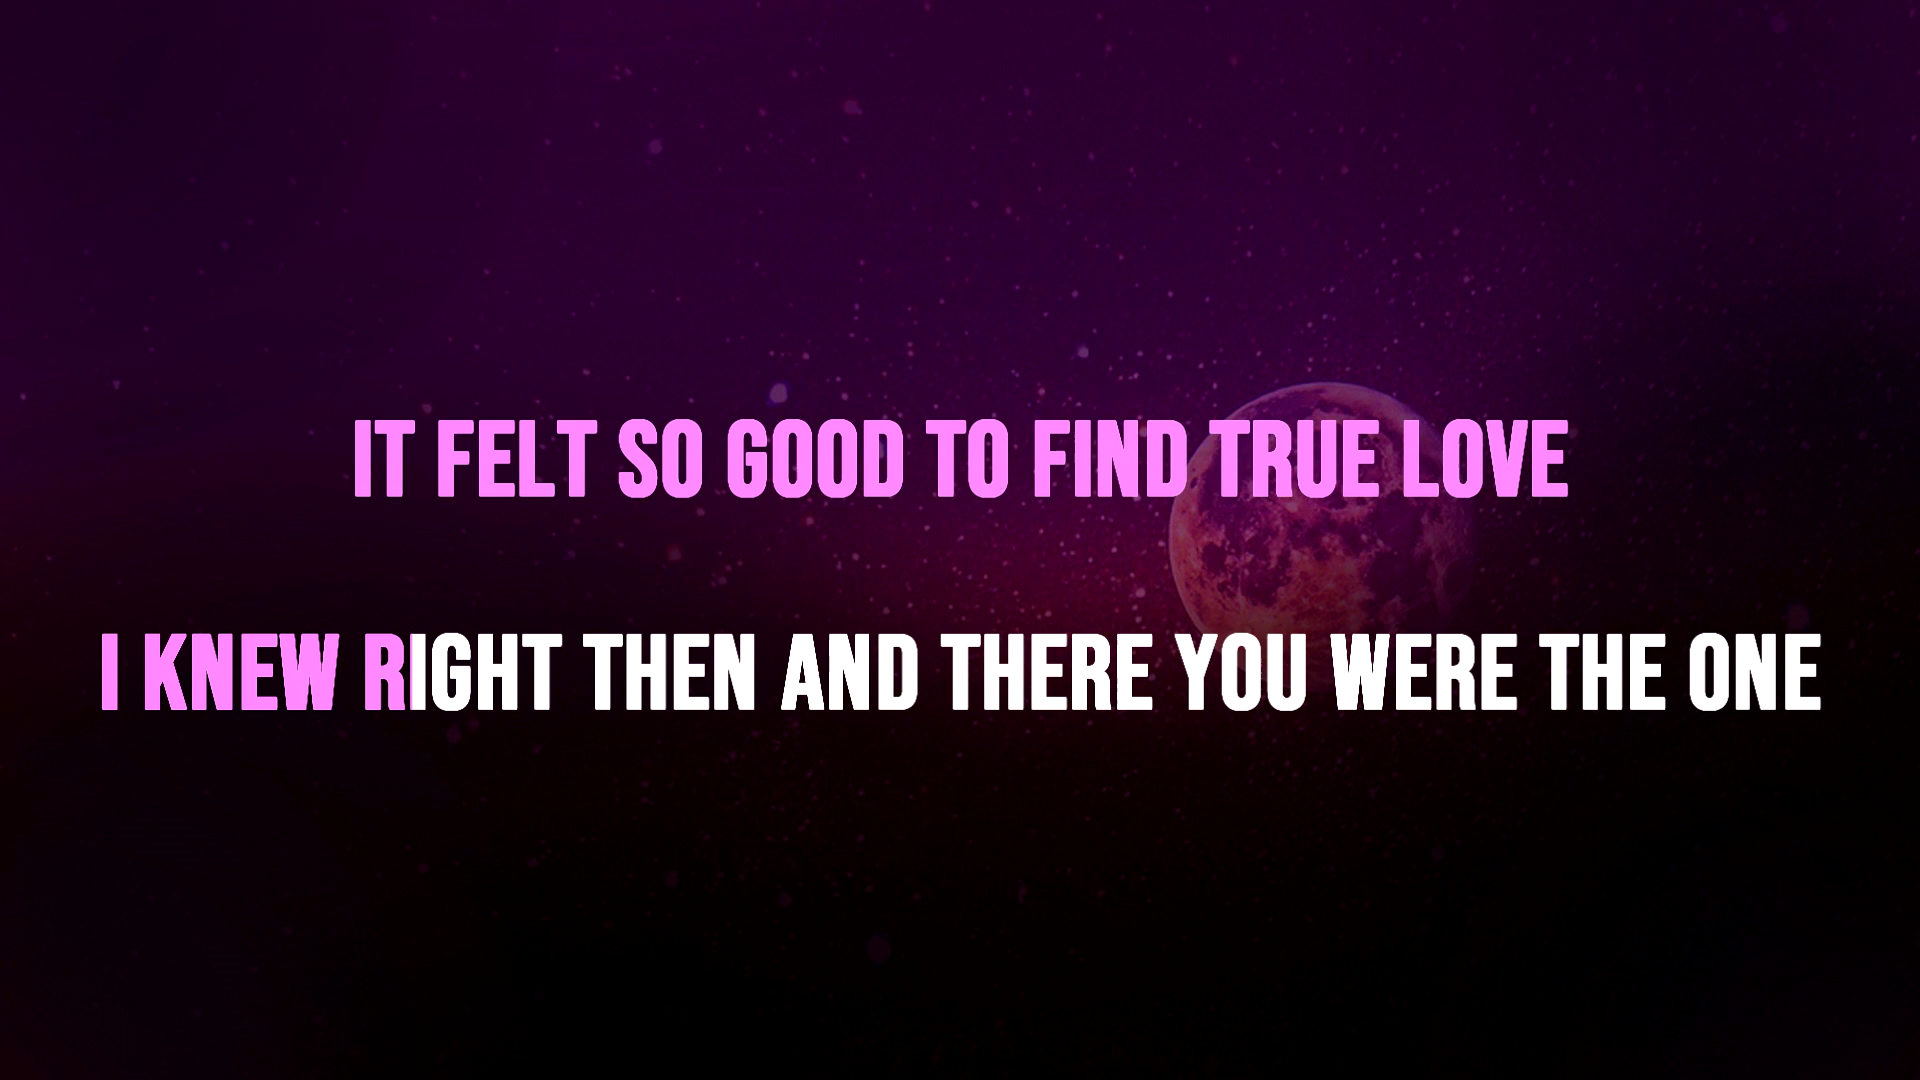 IT FELT SO GOOD TO FIND TRUE LOVE
I KNEW RIGHT THEN AND THERE YOU WERE THE ONE